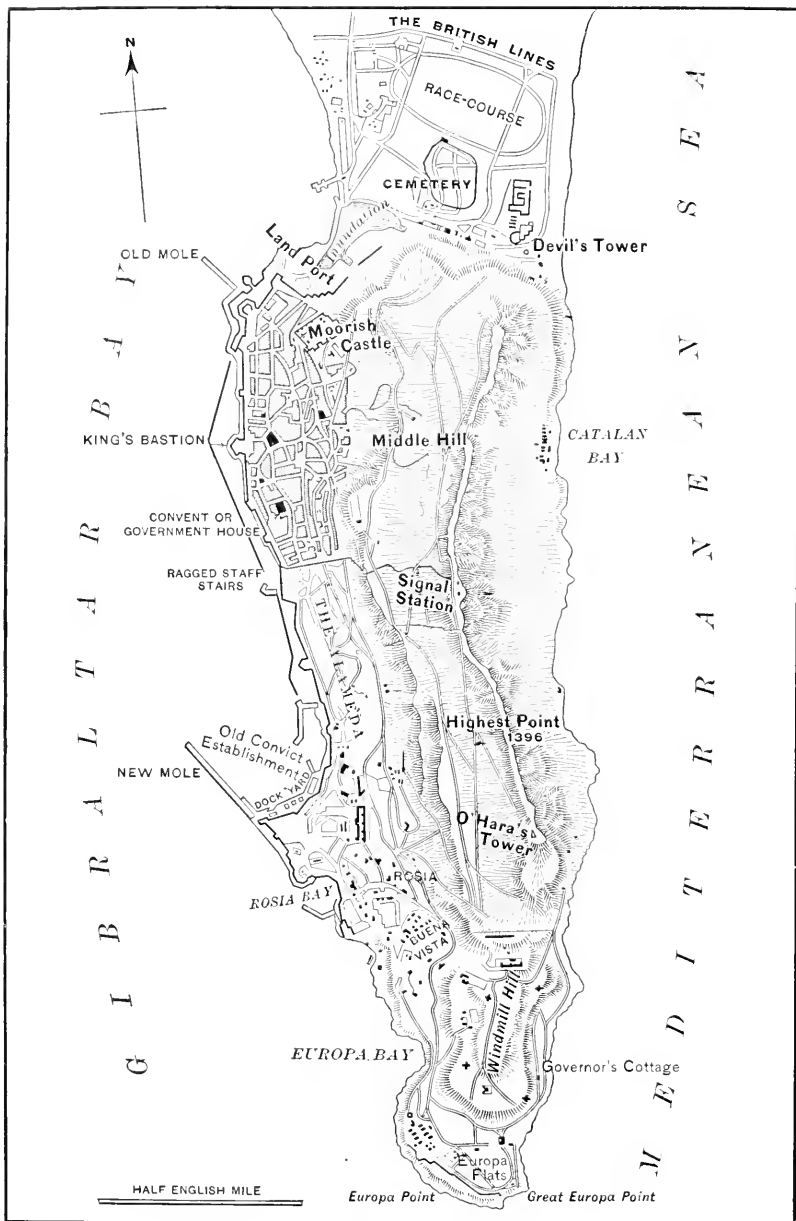 THE BRITISH LINES
N
RACE-COURSE
CEMETERY
Inundation
Land Port
Devil's Tower
OLD MOLE
Moorish
Castle
KING'S BASTION
Middle Hill
CATALAN
BAY
CONVENT OR
GOVERNMENT HOUSE
RAGGED STAFF
STAIRS
Signal
Station
THE ALAMEDA
Highest Point
1396
Old Convict
Establishment
NEW MOLE
DOCK YARD
O'Hara's
Tower
ROSIA
ROSIA BAY
BUENA
VISTA
Windmill Hill
EUROPA BAY
Governor's Cottage
Europa
Flats
HALF ENGLISH MILE
Europa Point
Great Europa Point
GIBRALTAR BAY
MEDITERRANEAN SEA